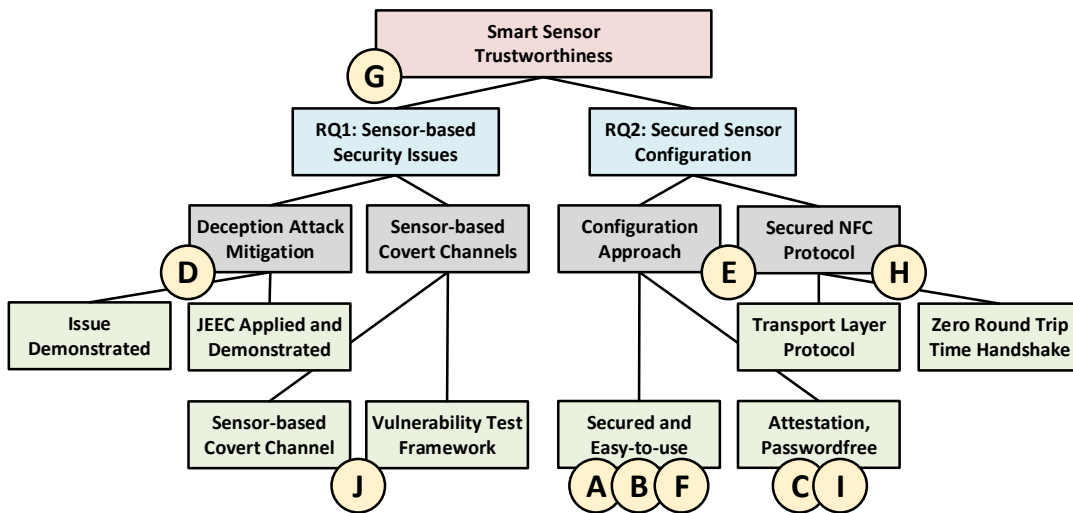 Smart Sensor
Trustworthiness
G
RQ1: Sensor-based
Security Issues
RQ2: Secured Sensor
Configuration
Deception Attack
Mitigation
Sensor-based
Covert Channels
Configuration
Approach
Secured NFC
Protocol
D
E
H
Issue
Demonstrated
JEEC Applied and
Demonstrated
Transport Layer
Protocol
Zero Round Trip
Time Handshake
Sensor-based
Covert Channel
Vulnerability Test
Framework
Secured and
Easy-to-use
Attestation,
Passwordfree
J
A
B
F
C
I